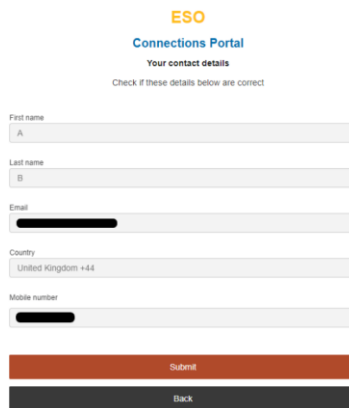 ESO
Connections Portal
Your contact details
Check if these details below are correct
First name
A
Last name
B
Email
Country
United Kingdom +44
Mobile number
Submit
Back